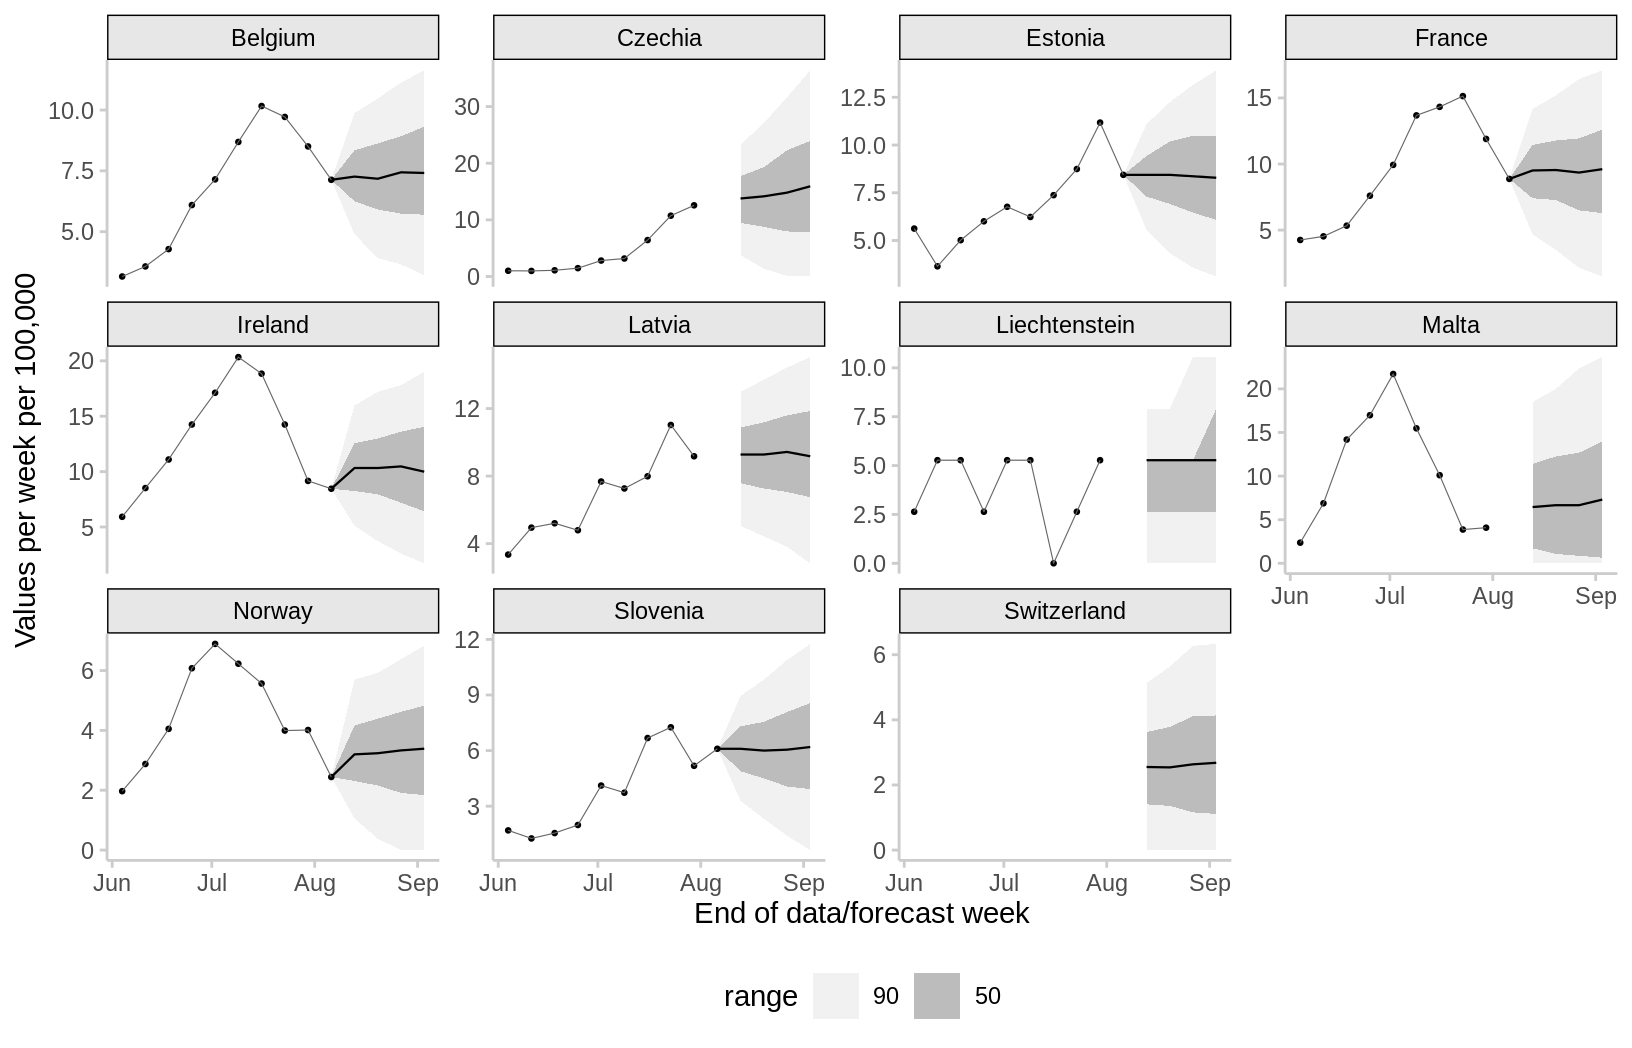 Belgium
Czechia
Estonia
France
10.0
7.5
5.0
30
20
10
0
12.5
10.0
7.5
5.0
15
10
5
Values per week per 100,000
Ireland
Latvia
Liechtenstein
Malta
20
15
10
5
12
8
4
10.0
7.5
5.0
2.5
0.0
20
15
10
5
0
Jun Jul Aug Sep
Norway
Slovenia
Switzerland
6
4
2
0
12
9
6
3
6
4
2
0
Jun Jul Aug Sep
Jun Jul Aug Sep
Jun Jul Aug Sep
End of data/forecast week
range 90 50